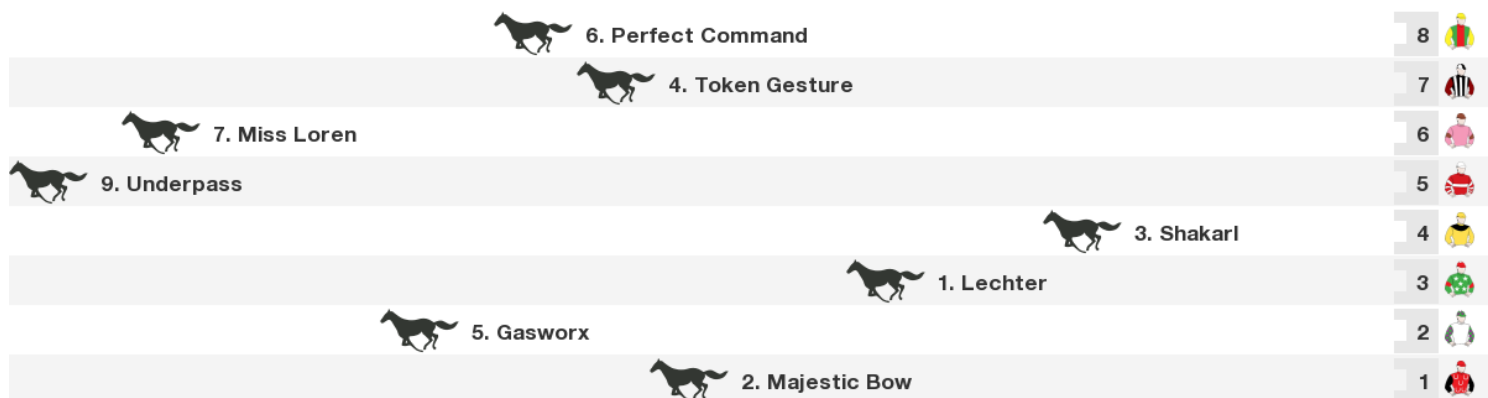 6. Perfect Command 8
4. Token Gesture 7
7. Miss Loren 6
9. Underpass 5
3. Shakarl 4
1. Lechter 3
5. Gasworx 2
2. Majestic Bow 1